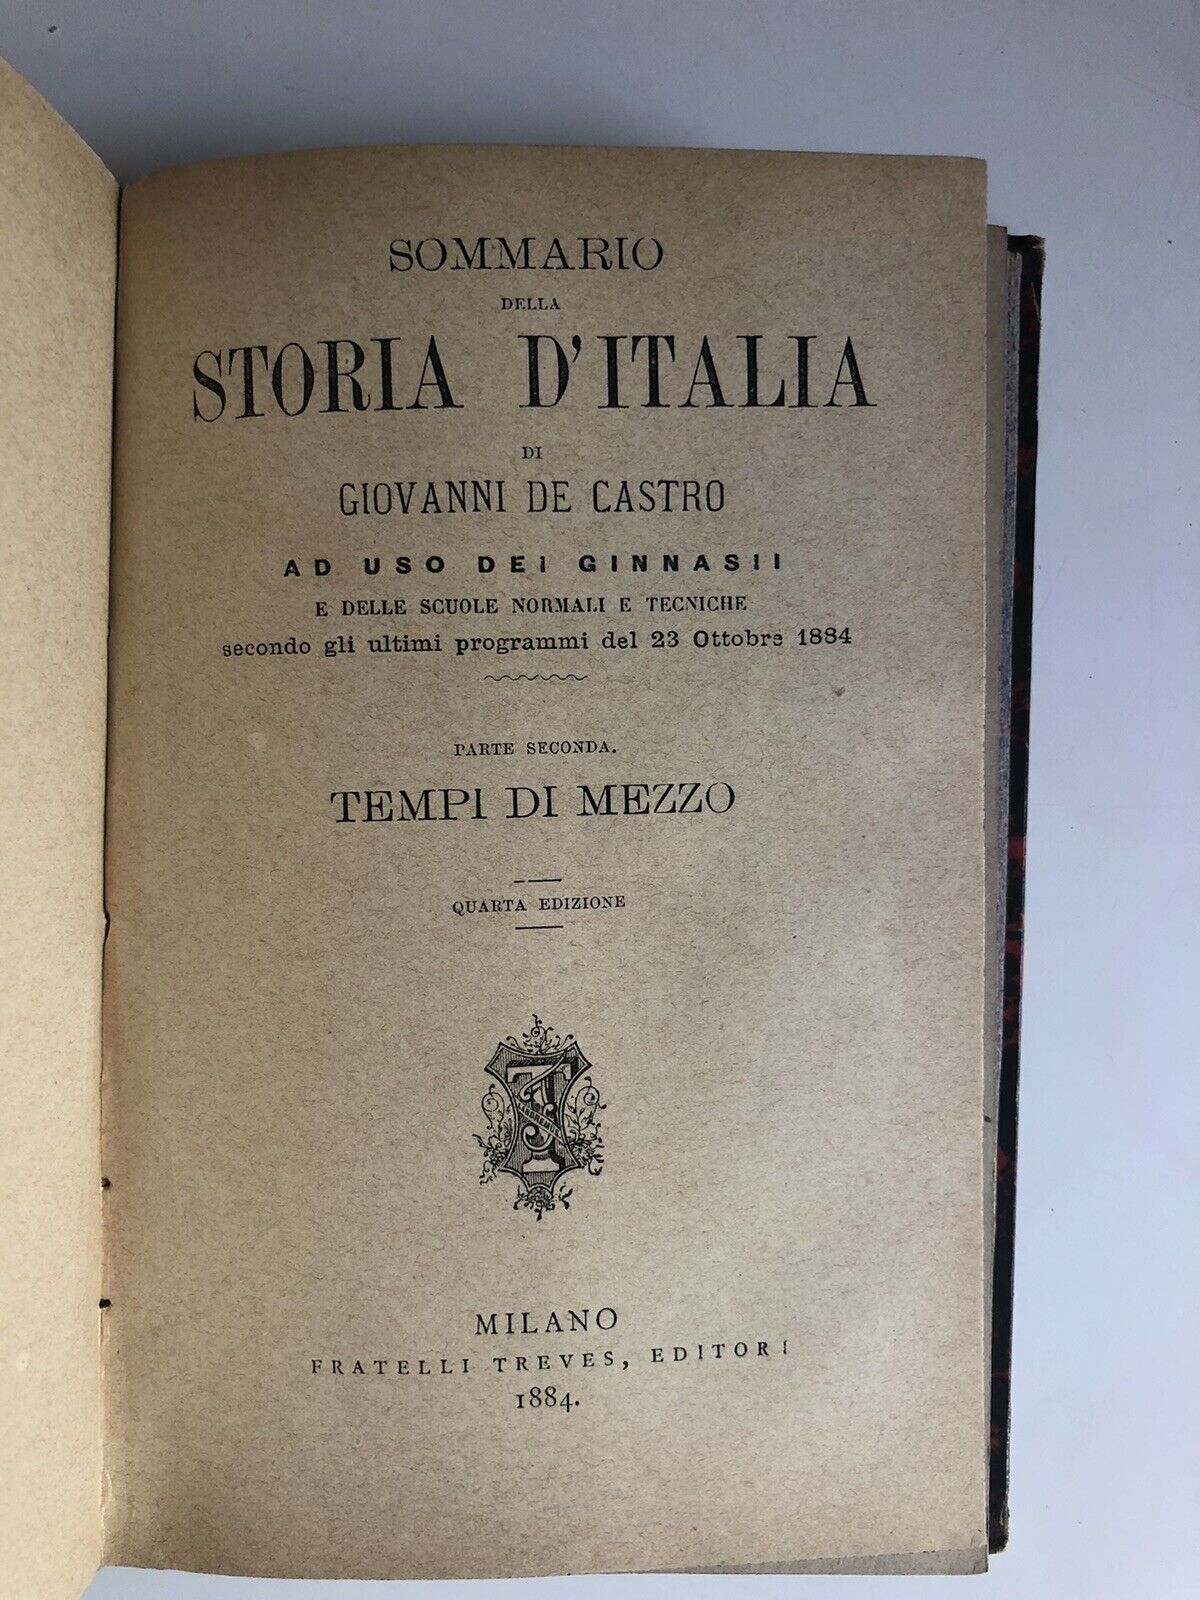 SOMMARIO
DELLA
STORIA D'ITALIA
DI
GIOVANNI DE CASTRO
AD USO DEI GINNASII
E DELLE SCUOLE NORMALI E TECNICHE
secondo gli ultimi programmi del 23 Ottobre 1884
PARTE SECONDA.
TEMPI DI MEZZO
QUARTA EDIZIONE
MILANO
FRATELLI TREVES, EDITORI
1884.